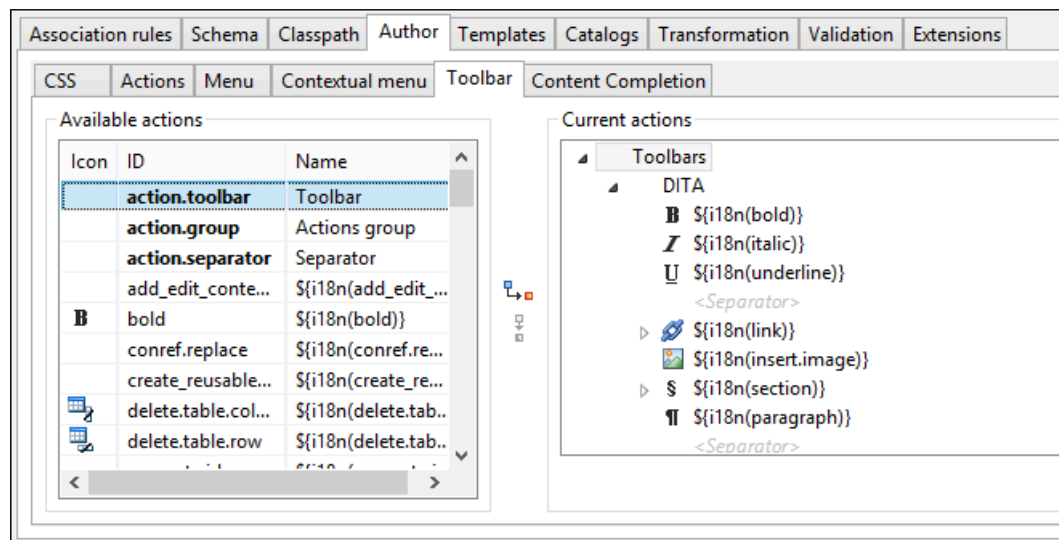 Association rules Schema Classpath Author Templates Catalogs Transformation Validation Extensions
CSS Actions Menu Contextual menu Toolbar Content Completion
Available actions
Icon ID Name
action.toolbar Toolbar
action.group Actions group
action.separator Separator
add_edit_conte... ${i18n(add_edit_...
B bold ${i18n(bold)}
conref.replace ${i18n(conref.re...
create_reusable... ${i18n(create_re...
delete.table.col... ${i18n(delete.tab..
delete.table.row ${i18n(delete.tab..
Current actions
Toolbars
DITA
B ${i18n(bold)}
I ${i18n(italic)}
U ${i18n(underline)}
<Separator>
${i18n(link)}
${i18n(insert.image)}
§ ${i18n(section)}
¶ ${i18n(paragraph)}
<Separator>